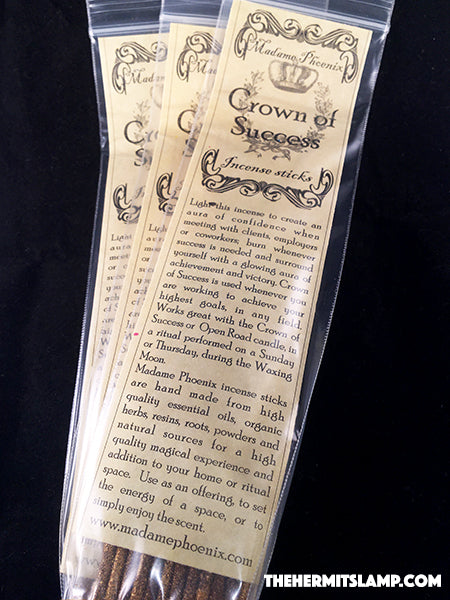 Madame Phoenix
Crown of
Success
Incense sticks
Light this incense to create an
aura of confidence when
meeting with clients, employers
or coworkers; burn whenever
success is needed and surround
yourself with a glowing aura of
achievement and victory. Crown
of Success is used whenever you
are working to achieve your
highest goals, in any field.
Works great with the Crown of
Success or Open Road candle, in
a ritual performed on a Sunday
or Thursday, during the Waxing
Moon.
Madame Phoenix incense sticks
are hand made from high
quality essential oils, organic
herbs, resins, roots, powders and
natural sources for a high
quality magical experience and
addition to your home or ritual
space. Use as an offering, to set
the energy of a space, or to
simply enjoy the scent.
www.madamephoenix.com
THEHERMITSLAMP.COM